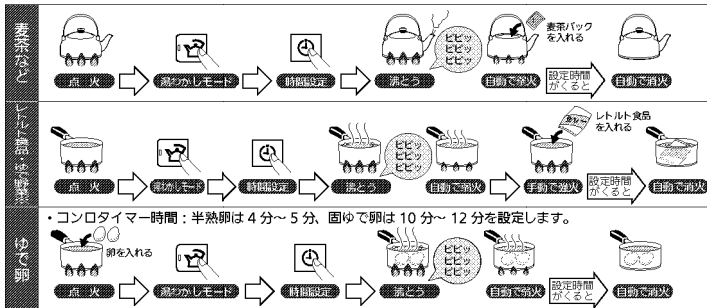 麦茶など
ピピッ
ピピッ
ピピッ
麦茶パック
を入れる
点火
湯わかしモード
時間設定
沸とう
自動で弱火
設定時間
がくると
自動で消火
レトルト食品・ゆで野菜
レトルト食品
を入れる
ピピッ
ピピッ
ピピッ
点火
湯わかしモード
時間設定
沸とう
自動で弱火
手動で強火
設定時間
がくると
自動で消火
ゆで卵
・コンロタイマー時間：半熟卵は4分～5分、固ゆで卵は10分～12分を設定します。
卵を入れる
ピピッ
ピピッ
ピピッ
点火
湯わかしモード
時間設定
沸とう
自動で弱火
設定時間
がくると
自動で消火